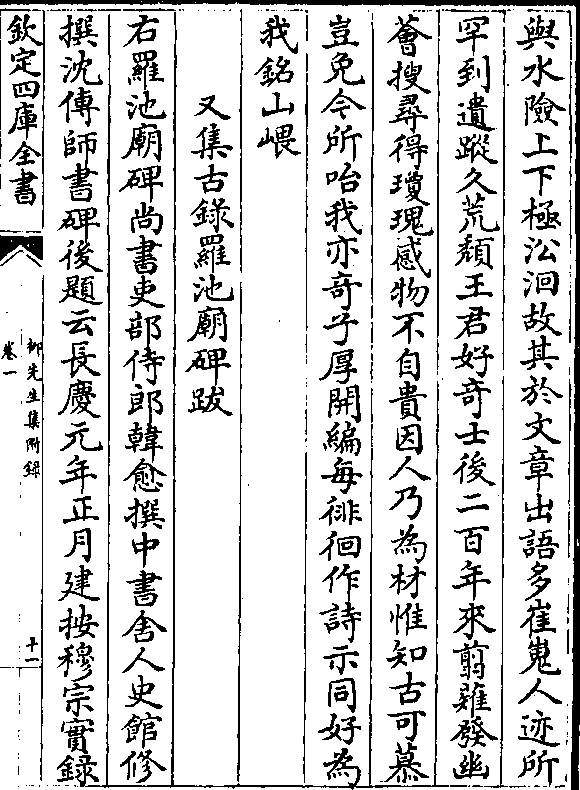 與水險上下極㳂洄故其於文章出語多崔嵬人迹所
罕到遺蹤久荒頽王君好奇士後二百年來翦薙發幽
薈搜尋得瓊瑰感物不自貴因人乃為材惟知古可慕
豈免今所咍我亦奇子厚開編每徘徊作詩示同好為
我銘山隈
又集古録羅池廟碑跋
右羅池廟碑尚書吏部侍郎韓愈撰中書舍人史館修
撰沈傳師書碑後題云長慶元年正月建按穆宗實録
欽定四庫全書
柳先生集附録
卷一
十一